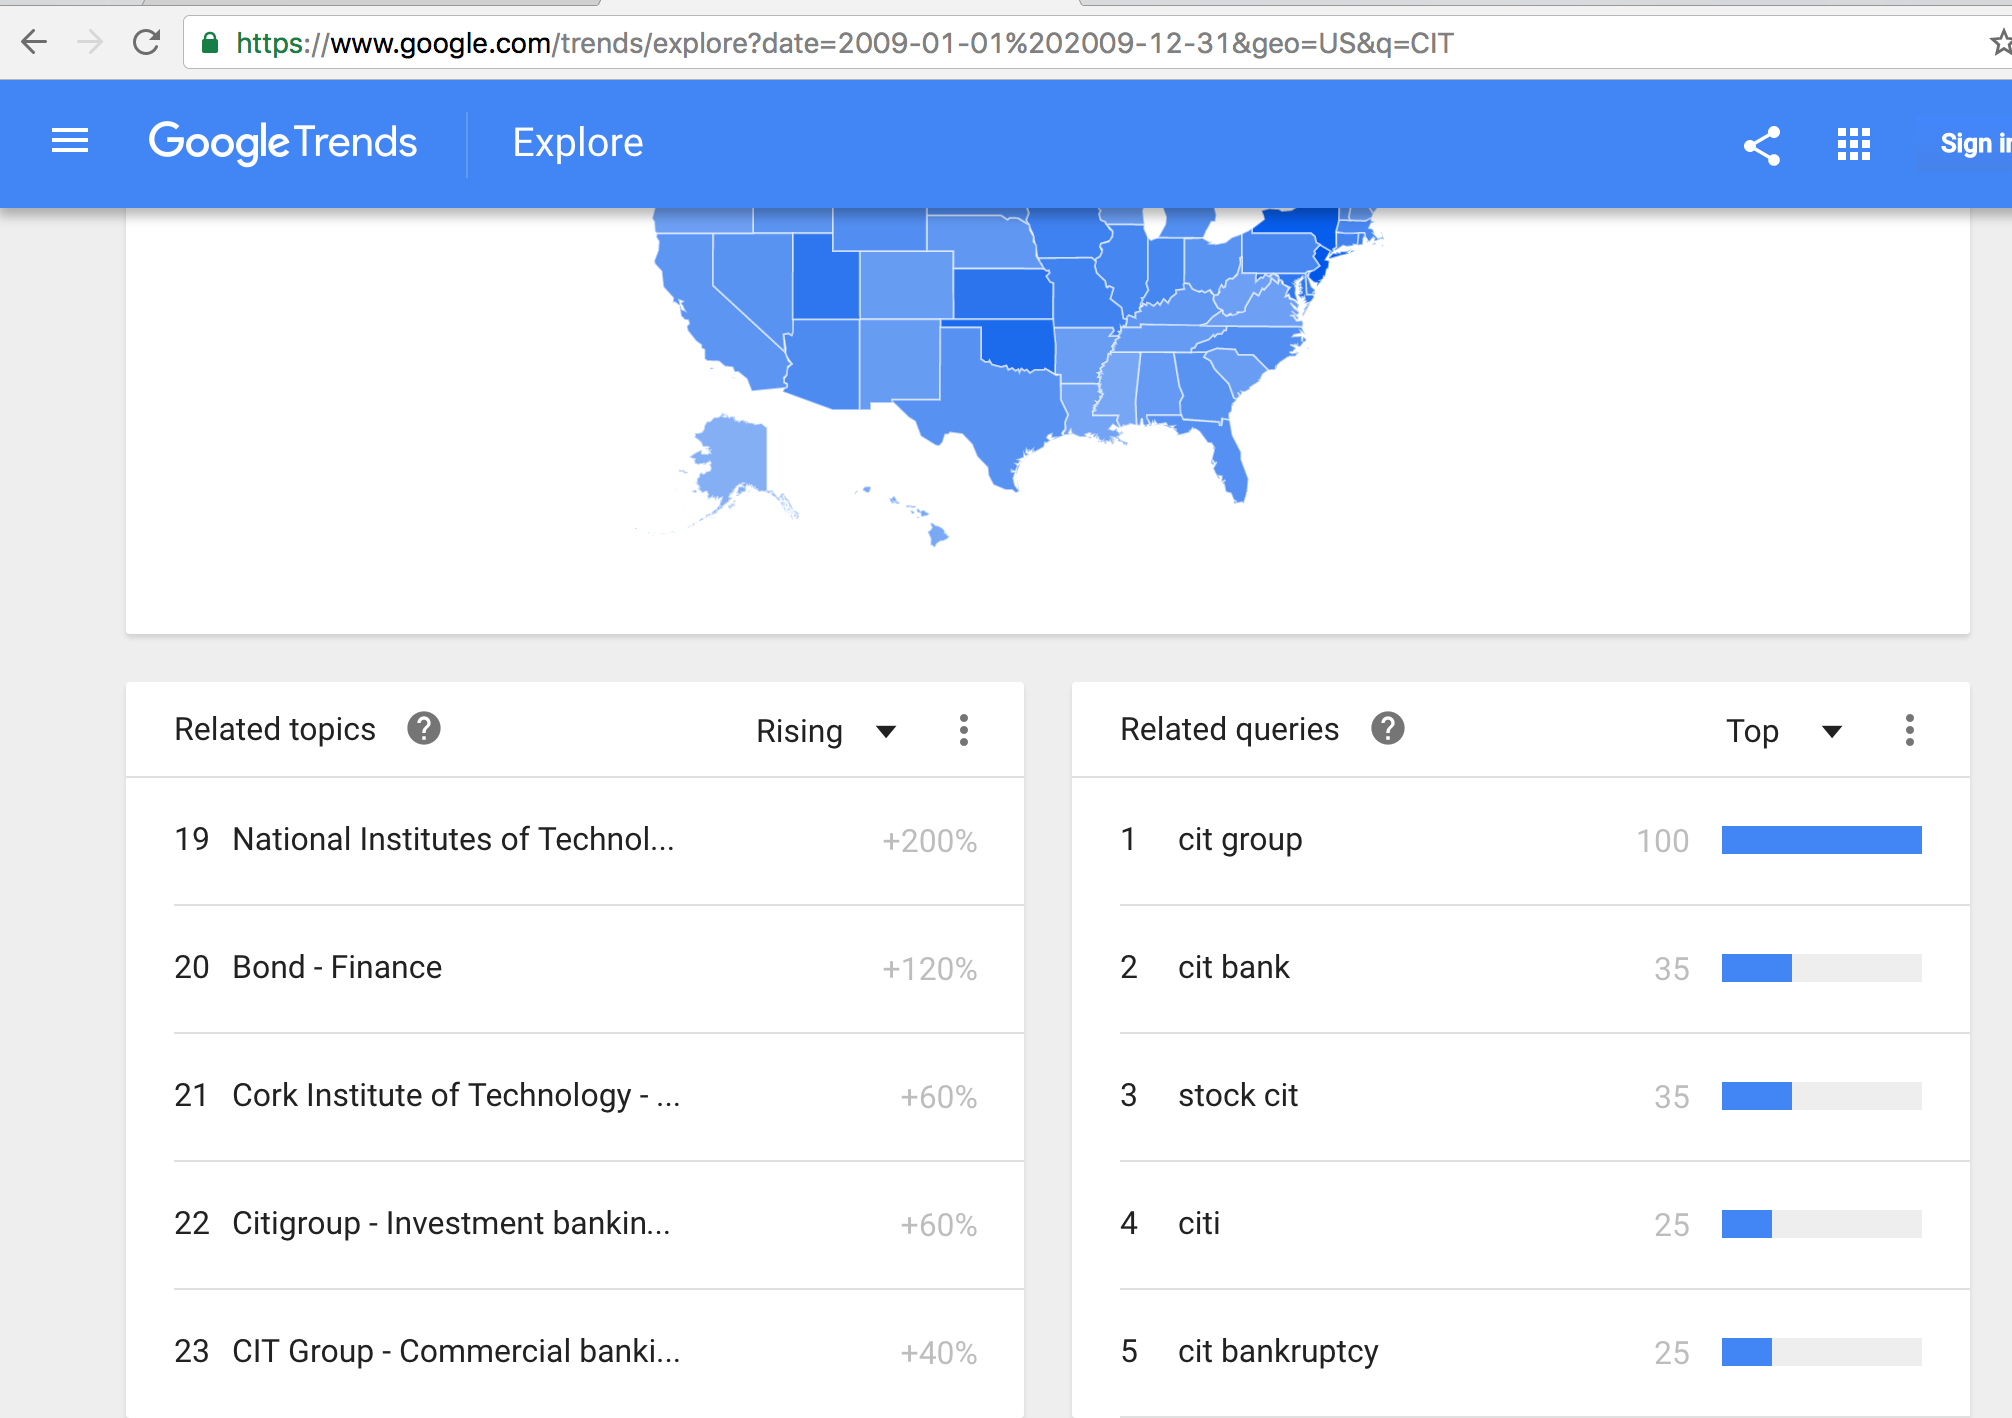 https://www.google.com/trends/explore?date=2009-01-01%202009-12-31&geo=US&q=CIT
Google Trends Explore Sign in
Related topics ? Rising
19 National Institutes of Technol... +200%
20 Bond - Finance +120%
21 Cork Institute of Technology - ... +60%
22 Citigroup - Investment bankin... +60%
23 CIT Group - Commercial banki... +40%
Related queries ? Top
1 cit group 100
2 cit bank 35
3 stock cit 35
4 citi 25
5 cit bankruptcy 25